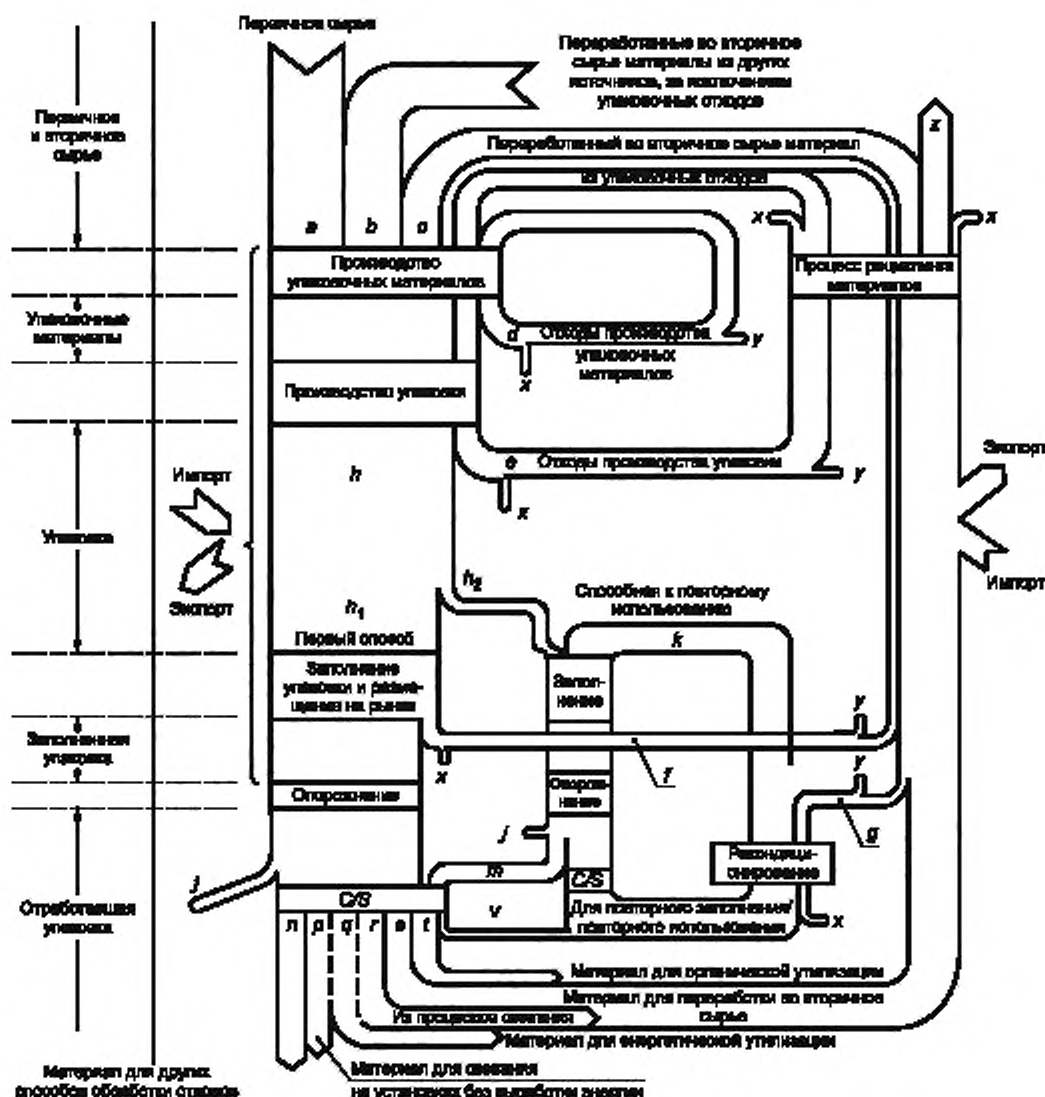 Первичное сырье
Переработанные во вторичное
сырье материалы из других
источников, за исключением
упаковочных отходов
Первичное
и вторичное
сырье
z
Переработанный во вторичное сырье материал
из упаковочных отходов
x
x
a
b
c
Производство
упаковочных материалов
Процесс рециклинга
материалов
Упаковочные
материалы
d
Отходы производства
упаковочных
материалов
y
x
Производство упаковки
e
Отходы производства упаковки
y
x
Экспорт
Импорт
h
Упаковка
Экспорт
Импорт
h2
Способная к повторному
использованию
h1
k
Первый оборот
Заполнение
упаковки и разме-
щение на рынке
Запол-
нение
y
Заполненная
упаковка
x
f
y
Опорожнение
Опорож-
нение
g
j
Рекондици-
онирование
m
C/S
j
C/S
v
Отработавшая
упаковка
Для повторного заполнения/
повторного использования
x
n
p
q
r
s
t
Материал для органической утилизации
Материал для переработки во вторичное
сырье
Из процессов сжигания
Материал для энергетической утилизации
Материал для других
способов обработки отходов
Материал для сжигания
на установках без выработки энергии